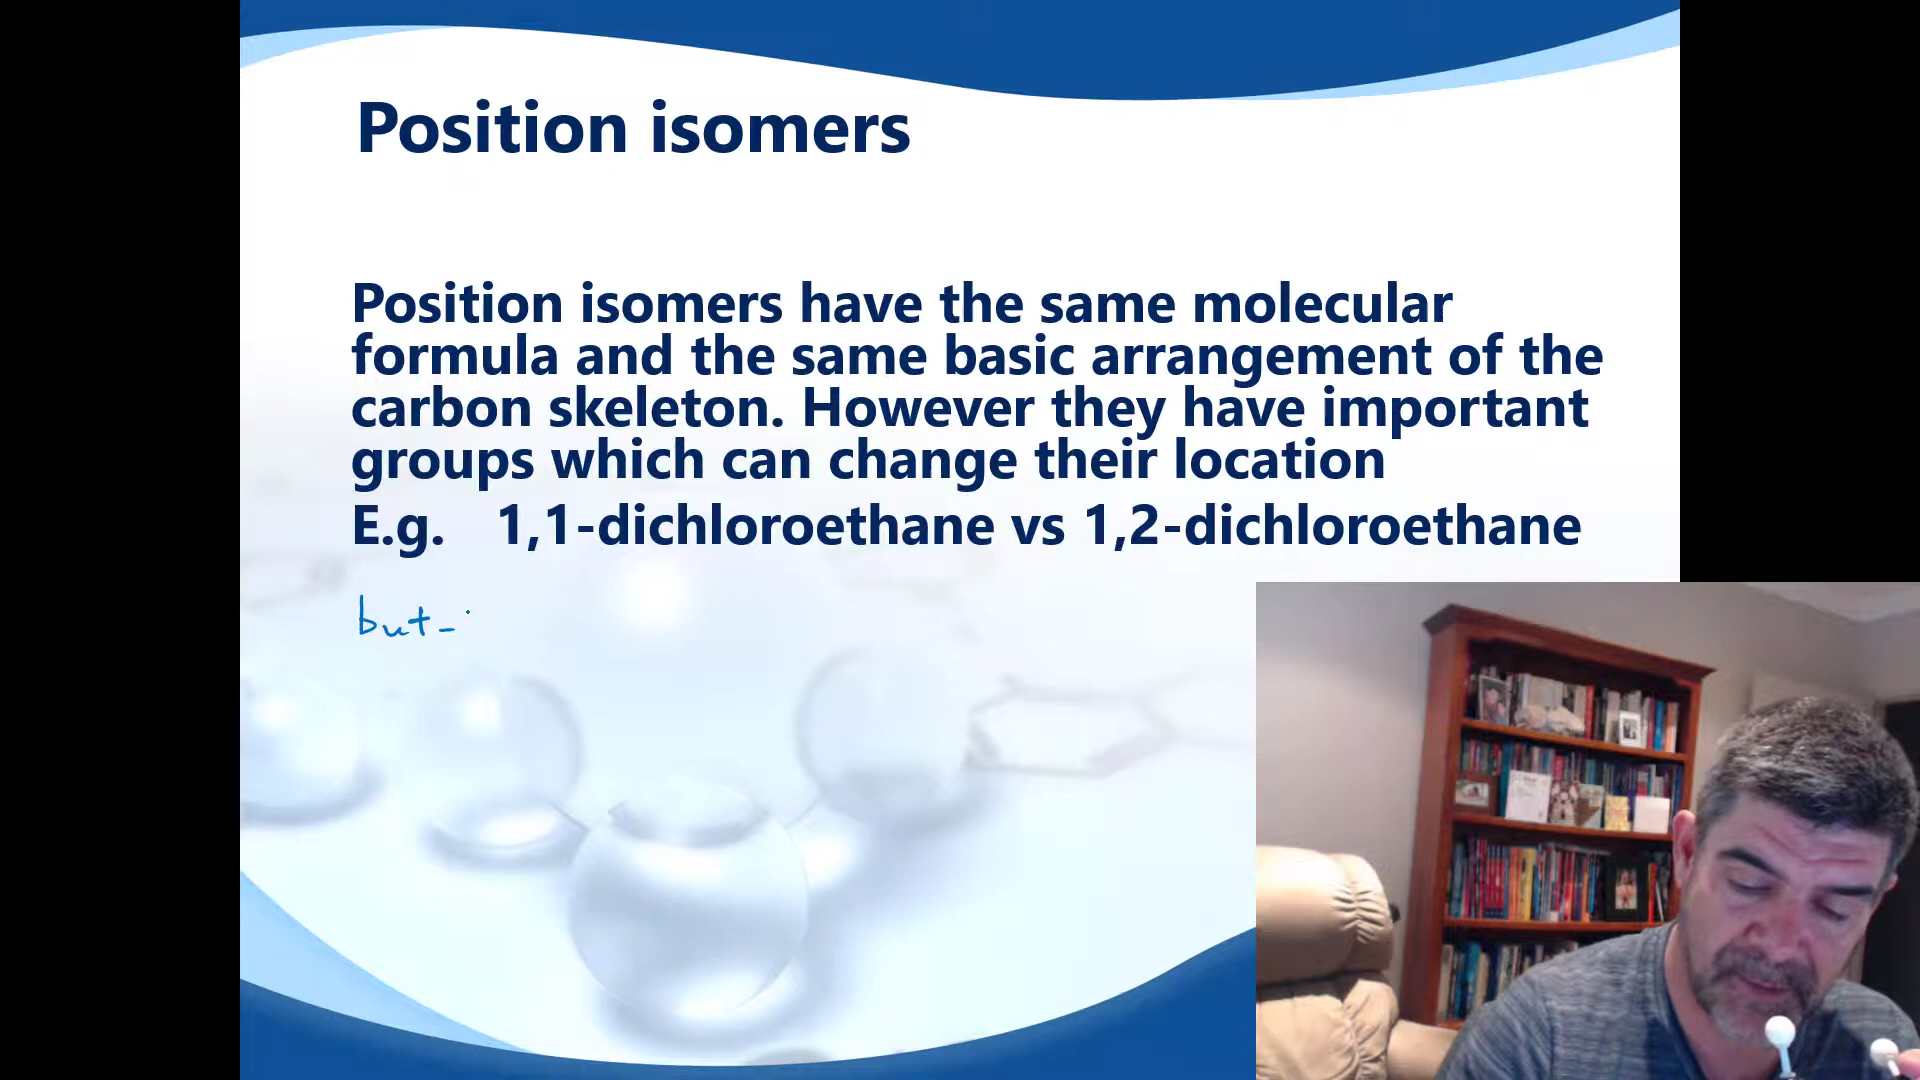 Position isomers
Position isomers have the same molecular
formula and the same basic arrangement of the
carbon skeleton. However they have important
groups which can change their location
E.g. 1,1-dichloroethane vs 1,2-dichloroethane
but-